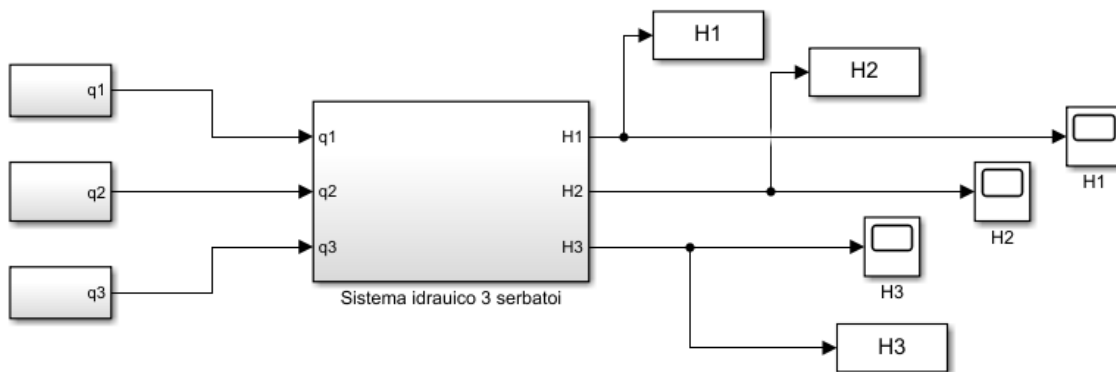 H1
H2
q1
q1
H1
H1
q2
q2
H2
H2
q3
q3
H3
H3
Sistema idrauico 3 serbatoi
H3